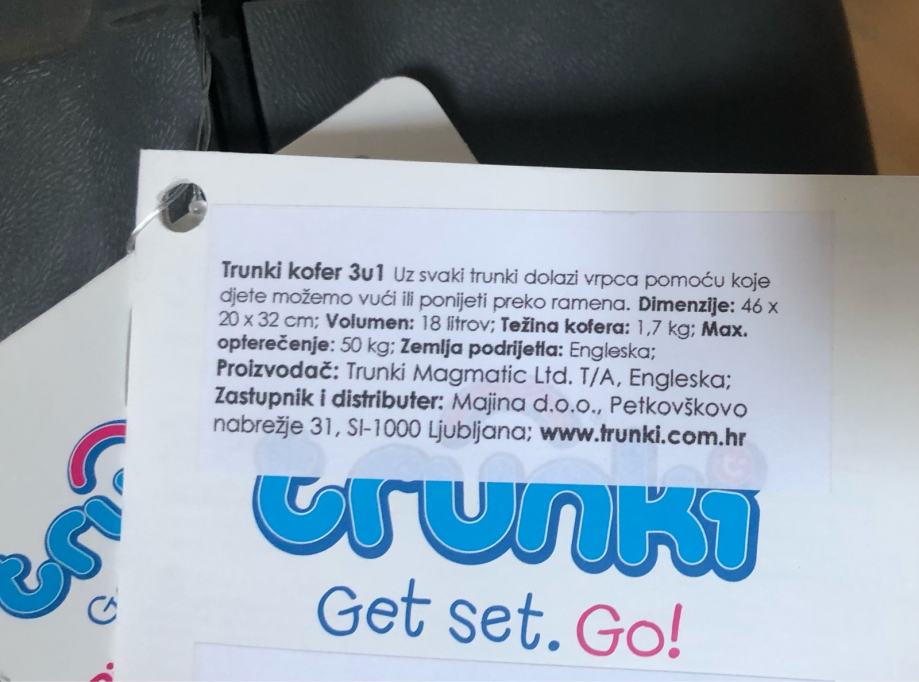 Trunki kofer 3u1 Uz svaki trunki dolazi vrpca pomoću koje
djete možemo vući ili ponijeti preko ramena. Dimenzije: 46 x
20 x 32 cm; Volumen: 18 litrov; Težina kofera: 1,7 kg; Max.
opterečenje: 50 kg; Zemlja podrijetla: Engleska;
Proizvodač: Trunki Magmatic Ltd. T/A, Engleska;
Zastupnik i distributer: Majina d.o.o., Petkovškovo
nabrežje 31, SI-1000 Ljubljana; www.trunki.com.hr
trunki
Get set. Go!
tru
G